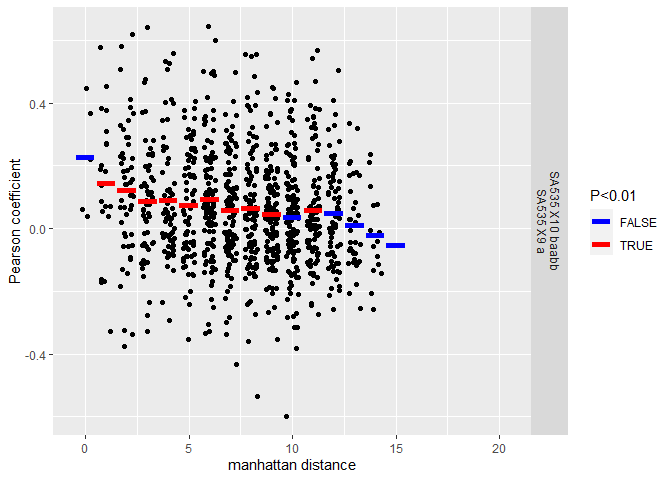 Pearson coefficient
0.4
0.0
-0.4
0
5
10
15
20
manhattan distance
SA535 X10 baabb
SA535 X9 a
P<0.01
FALSE
TRUE